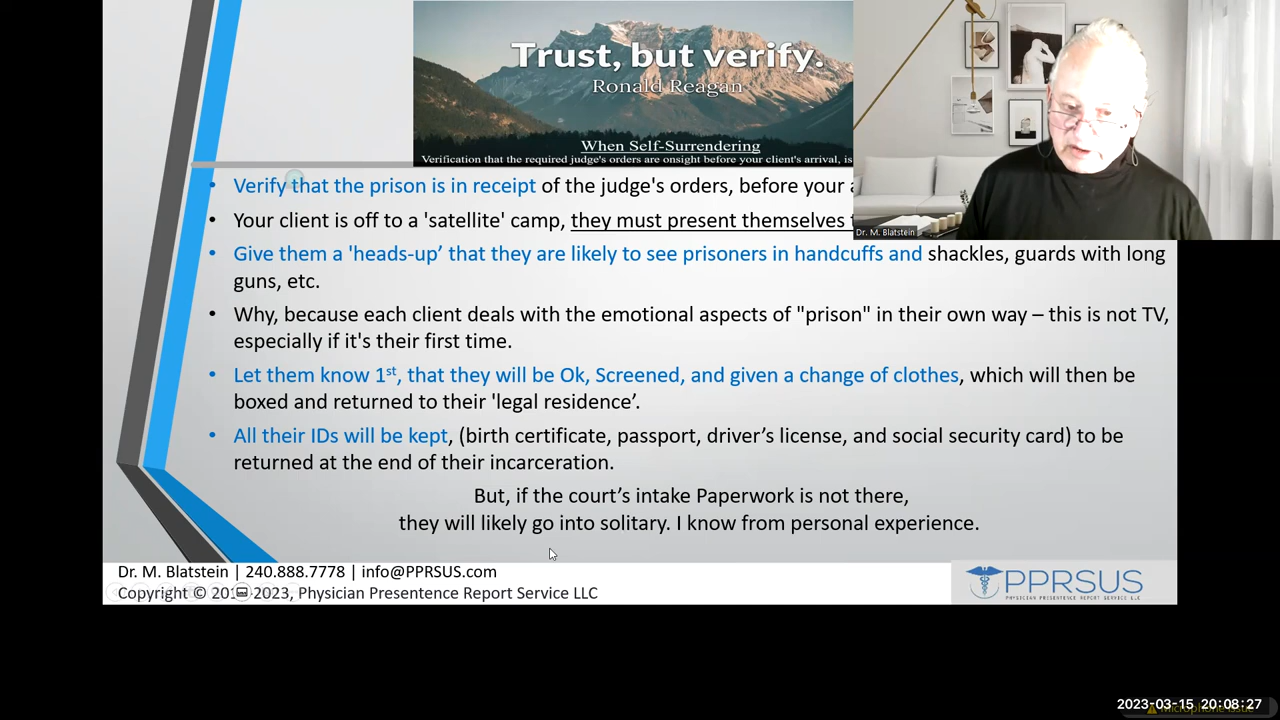 Trust, but verify.
Ronald Reagan
When Self-Surrendering
Verification that the required judge's orders are onsight before your client's arrival, is
Dr. M. Blatstein
• Verify that the prison is in receipt of the judge's orders, before your
• Your client is off to a 'satellite' camp, they must present themselves
• Give them a 'heads-up’ that they are likely to see prisoners in handcuffs and shackles, guards with long
guns, etc.
• Why, because each client deals with the emotional aspects of "prison" in their own way – this is not TV,
especially if it's their first time.
• Let them know 1st, that they will be Ok, Screened, and given a change of clothes, which will then be
boxed and returned to their 'legal residence’.
• All their IDs will be kept, (birth certificate, passport, driver’s license, and social security card) to be
returned at the end of their incarceration.
But, if the court’s intake Paperwork is not there,
they will likely go into solitary. I know from personal experience.
Dr. M. Blatstein | 240.888.7778 | info@PPRSUS.com
Copyright © 2023, Physician Presentence Report Service LLC
PPRSUS
PHYSICIAN PRESENTENCE REPORT SERVICE LLC
2023-03-15 20:08:27